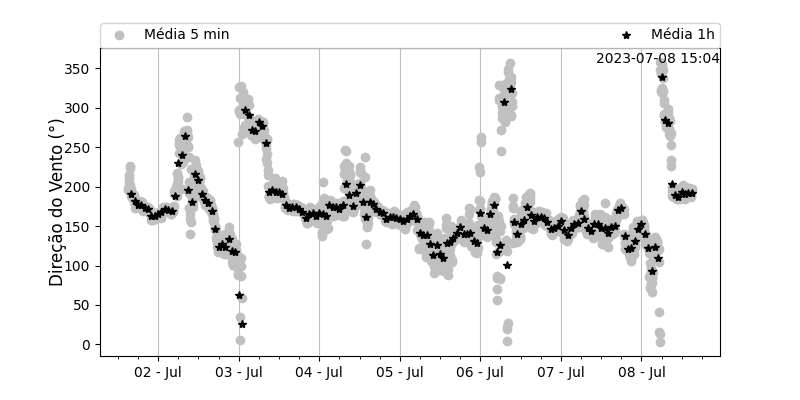 Média 5 min
Média 1h
2023-07-08 15:04
Direção do Vento (°)
350
300
250
200
150
100
50
0
02 - Jul
03 - Jul
04 - Jul
05 - Jul
06 - Jul
07 - Jul
08 - Jul